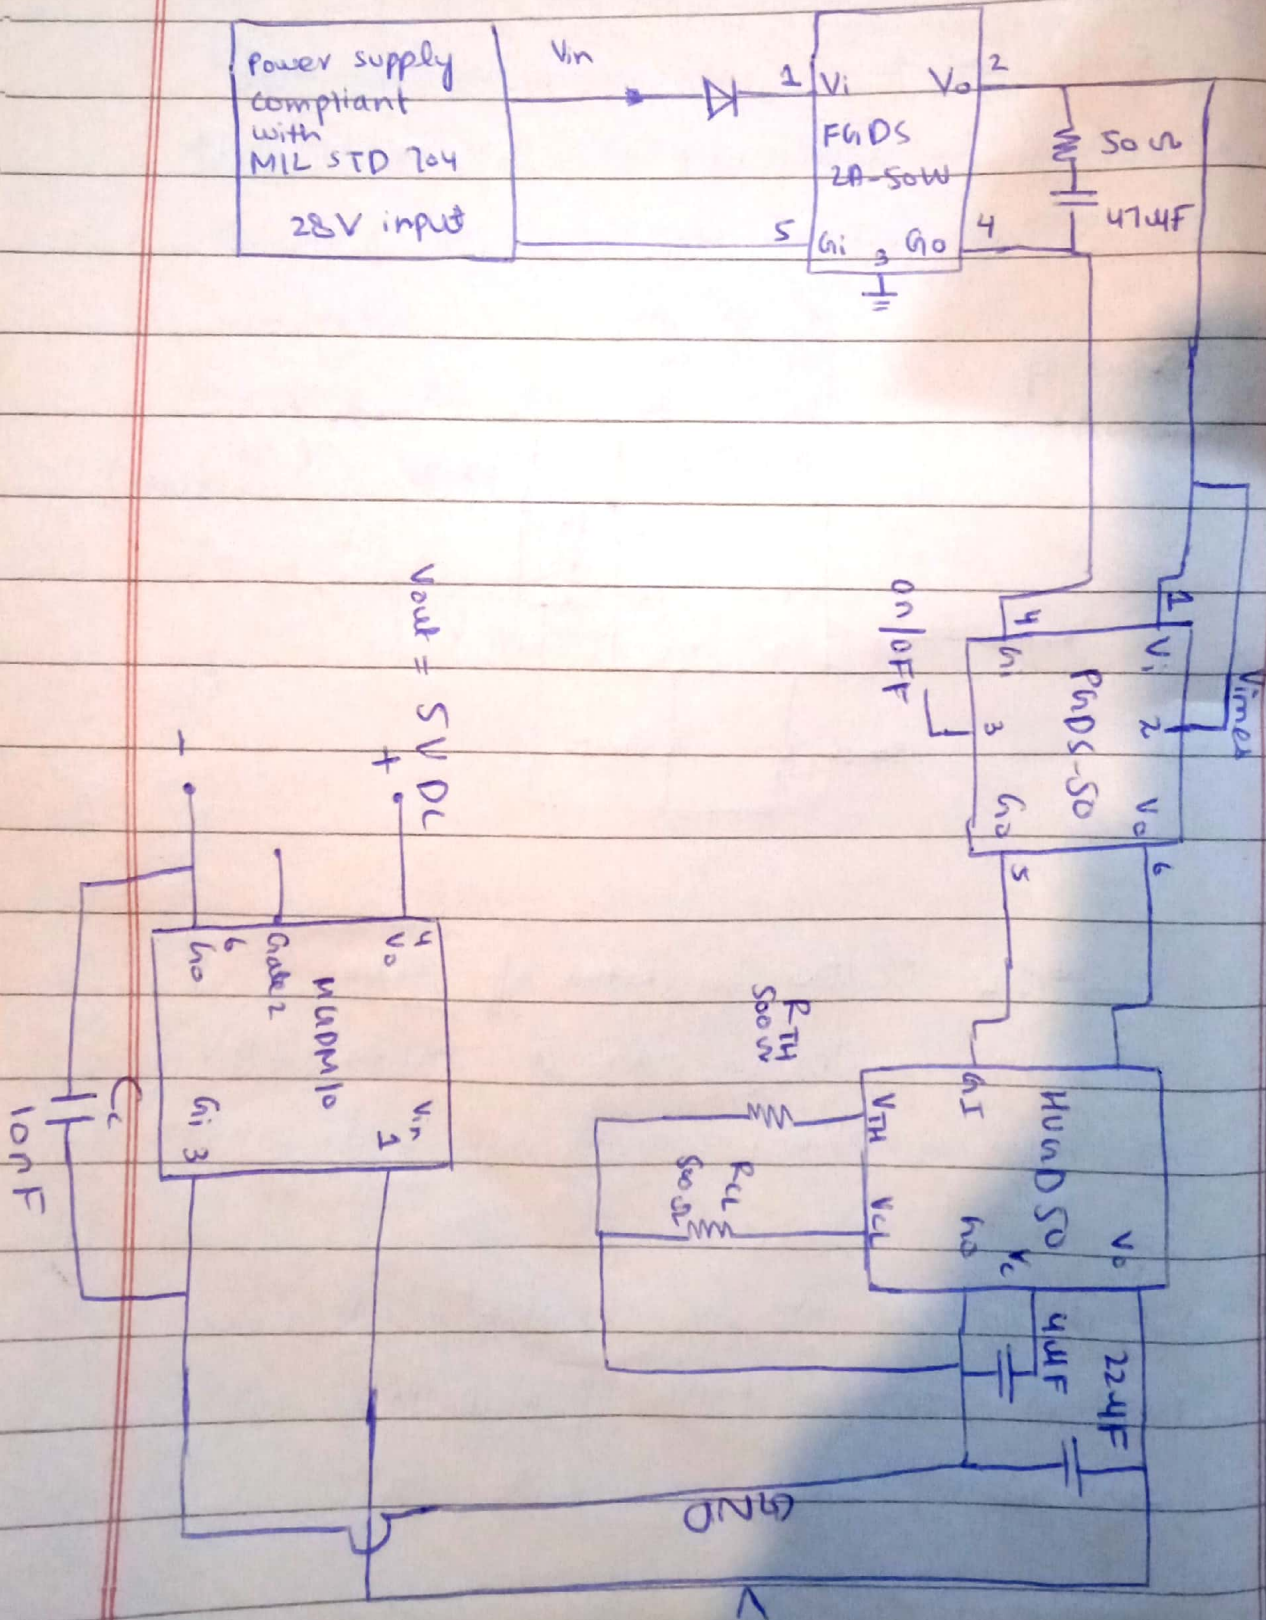 Power supply
compliant
with
MIL STD 704
28V input
Vin
1
Vi
Vo
2
FGDS
2A-50W
5
Gi
3
Go
4
50Ω
47μF
Vimes
1
4
Vi
Gi
2
PGDS-50
3
On/OFF
Vo
Go
6
5
HUGD50
GI
VTH
VCL
Vo
Vc
Go
RTH
500Ω
RCL
500Ω
4μF
22μF
GND
V
Vout = 5V DC
+
-
4
Vo
Gate2
6
Go
MGDM10
Vin
1
Gi
3
Cc
10nF